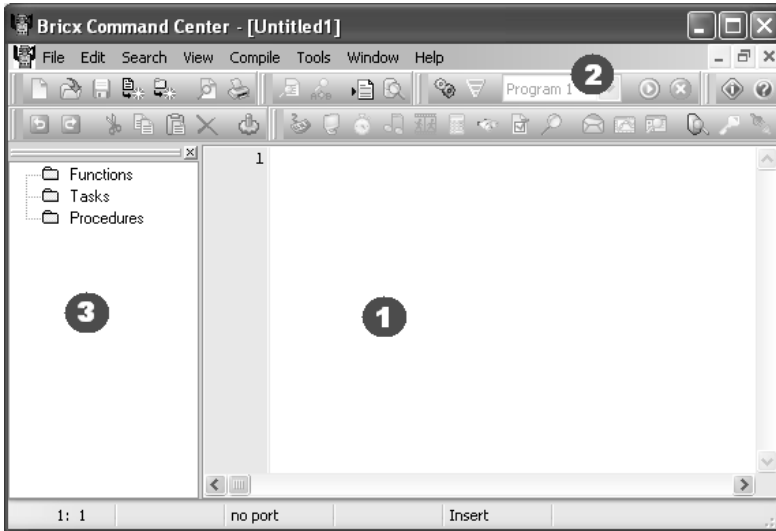 Bricx Command Center - [Untitled1]
File Edit Search View Compile Tools Window Help
2
Program 1
1
Functions
Tasks
Procedures
3
1
1: 1 no port Insert